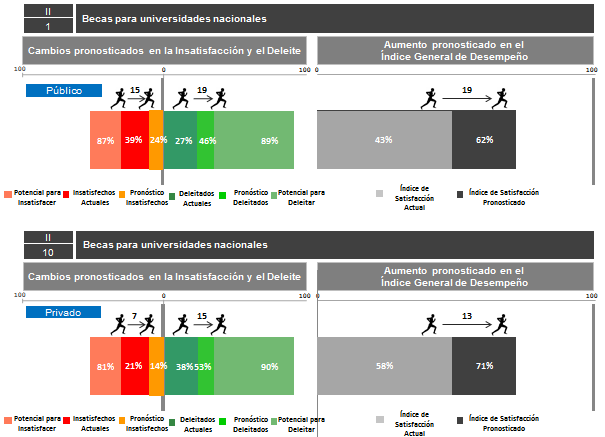 II
1
Becas para universidades nacionales
Cambios pronosticados en la Insatisfacción y el Deleite
Aumento pronosticado en el
Índice General de Desempeño
100
0
100
0
100
Público
15
19
19
87%
39%
24%
27%
46%
89%
43%
62%
Potencial para
Insatisfacer
Insatisfechos
Actuales
Pronóstico
Insatisfechos
Deleitados
Actuales
Pronóstico
Deleitados
Potencial para
Deleitar
Índice de
Satisfacción
Actual
Índice de Satisfacción
Pronosticado
II
10
Becas para universidades nacionales
Cambios pronosticados en la Insatisfacción y el Deleite
Aumento pronosticado en el
Índice General de Desempeño
100
0
100
0
100
Privado
7
15
13
81%
21%
14%
38%
53%
90%
58%
71%
Potencial para
Insatisfacer
Insatisfechos
Actuales
Pronóstico
Insatisfechos
Deleitados
Actuales
Pronóstico
Deleitados
Potencial para
Deleitar
Índice de
Satisfacción
Actual
Índice de Satisfacción
Pronosticado